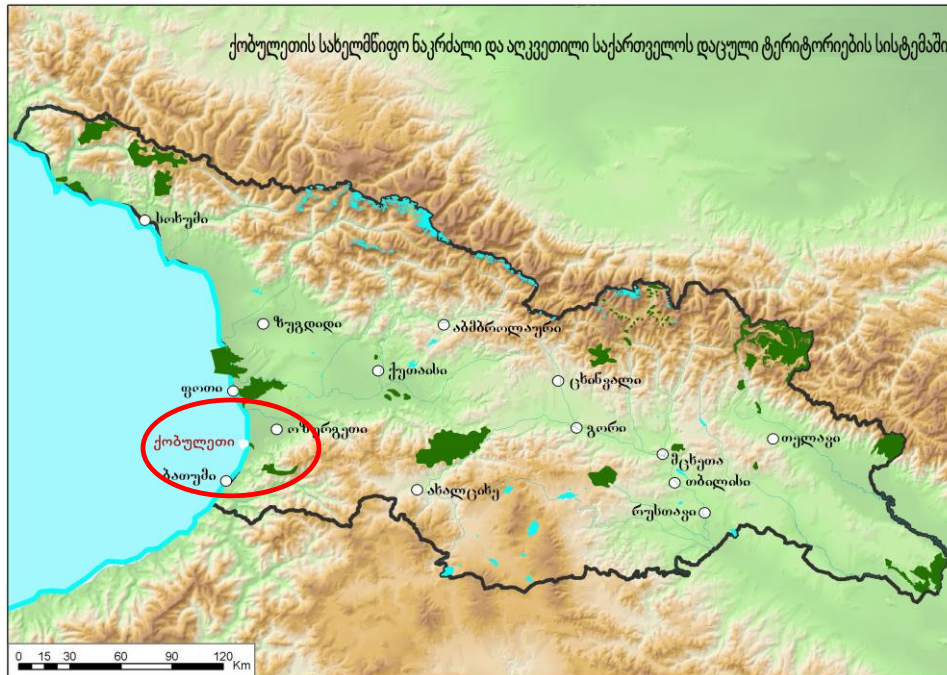 ქობულეთის სახელმწიფო ნაკრძალი და აღკვეთილი საქართველოს დაცული ტერიტორიების სისტემაში
სოხუმი
ზუგდიდი
აბმბროლაური
ქუთაისი
ცხინვალი
ფოთი
ქობულეთი
ოზურგეთი
გორი
თელავი
მცხეთა
ბათუმი
ახალციხე
თბილისი
რუსთავი
0 15 30 60 90 120 Km